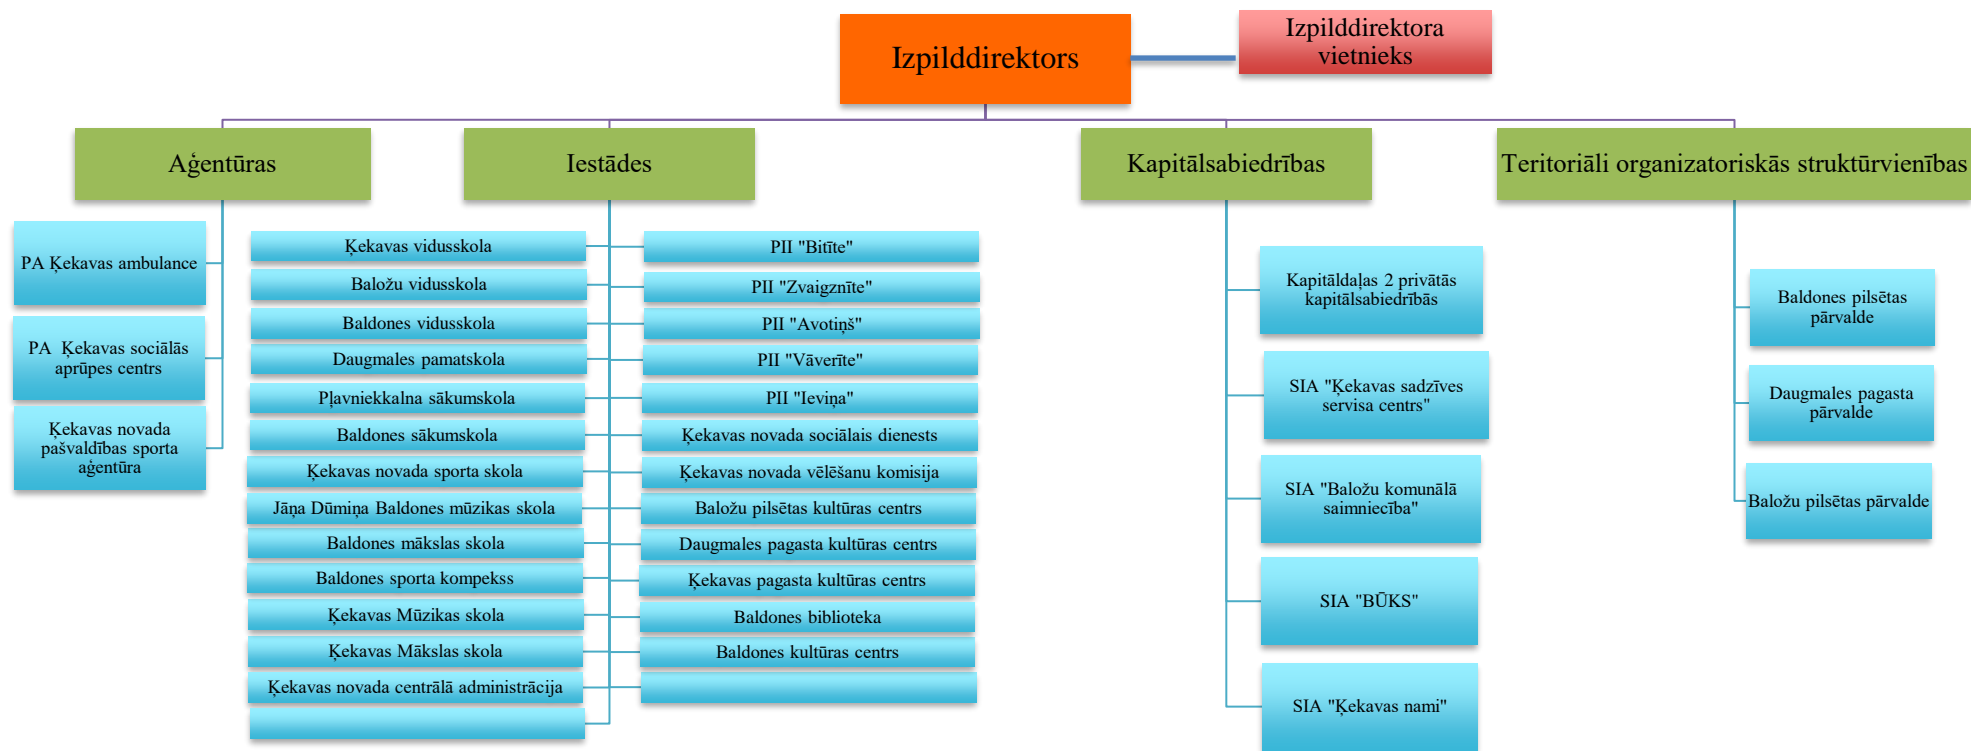 Izpilddirektors
Izpilddirektora
vietnieks
Aģentūras
Iestādes
Kapitālsabiedrības
Teritoriāli organizatoriskās struktūrvienības
PA Ķekavas ambulance
PA  Ķekavas sociālās
aprūpes centrs
Ķekavas novada
pašvaldības sporta
aģentūra
Ķekavas vidusskola
Baložu vidusskola
Baldones vidusskola
Daugmales pamatskola
Pļavniekkalna sākumskola
Baldones sākumskola
Ķekavas novada sporta skola
Jāņa Dūmiņa Baldones mūzikas skola
Baldones mākslas skola
Baldones sporta kompekss
Ķekavas Mūzikas skola
Ķekavas Mākslas skola
Ķekavas novada centrālā administrācija
PII "Bitīte"
PII "Zvaigznīte"
PII "Avotiņš"
PII "Vāverīte"
PII "Ieviņa"
Ķekavas novada sociālais dienests
Ķekavas novada vēlēšanu komisija
Baložu pilsētas kultūras centrs
Daugmales pagasta kultūras centrs
Ķekavas pagasta kultūras centrs
Baldones biblioteka
Baldones kultūras centrs
Kapitāldaļas 2 privātās
kapitālsabiedrībās
SIA "Ķekavas sadzīves
servisa centrs"
SIA "Baložu komunālā
saimniecība"
SIA "BŪKS"
SIA "Ķekavas nami"
Baldones pilsētas
pārvalde
Daugmales pagasta
pārvalde
Baložu pilsētas pārvalde